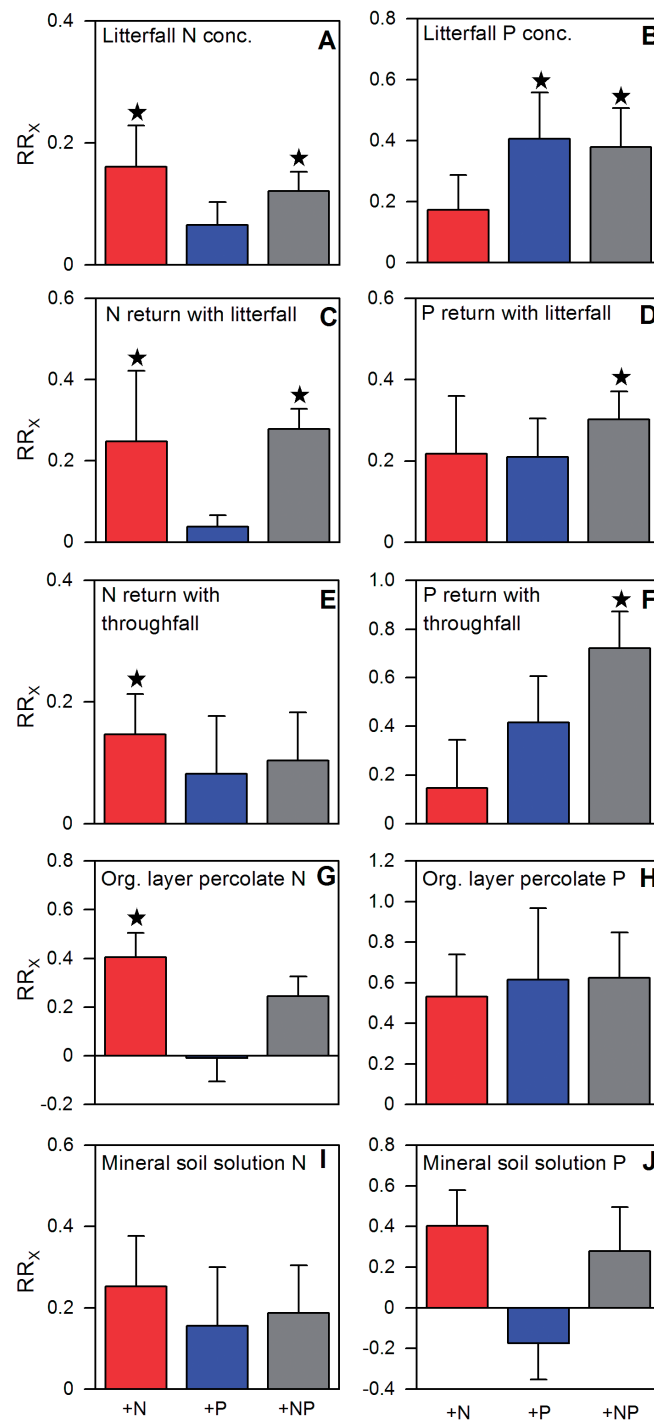 0.4
Litterfall N conc.
A
★
★
0.2
0
RRX
0.8
Litterfall P conc.
B
★
★
0.6
0.4
0.2
0
0.6
N return with litterfall
C
★
★
0.4
0.2
0
RRX
0.6
P return with litterfall
D
★
0.4
0.2
0
0.4
N return with
throughfall
E
★
0.2
0
RRX
1.0
P return with
throughfall
F
★
0.8
0.6
0.4
0.2
0
0.8
Org. layer percolate N
G
★
0.6
0.4
0.2
0
-0.2
RRX
1.2
Org. layer percolate P
H
1.0
0.8
0.6
0.4
0.2
0
0.6
Mineral soil solution N
I
0.4
0.2
0
RRX
+N
+P
+NP
0.8
Mineral soil solution P
J
0.6
0.4
0.2
0
-0.2
-0.4
+N
+P
+NP